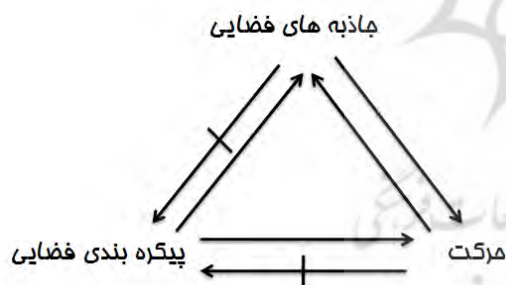 جاذبه های فضایی
پیکره بندی فضایی
حرکت